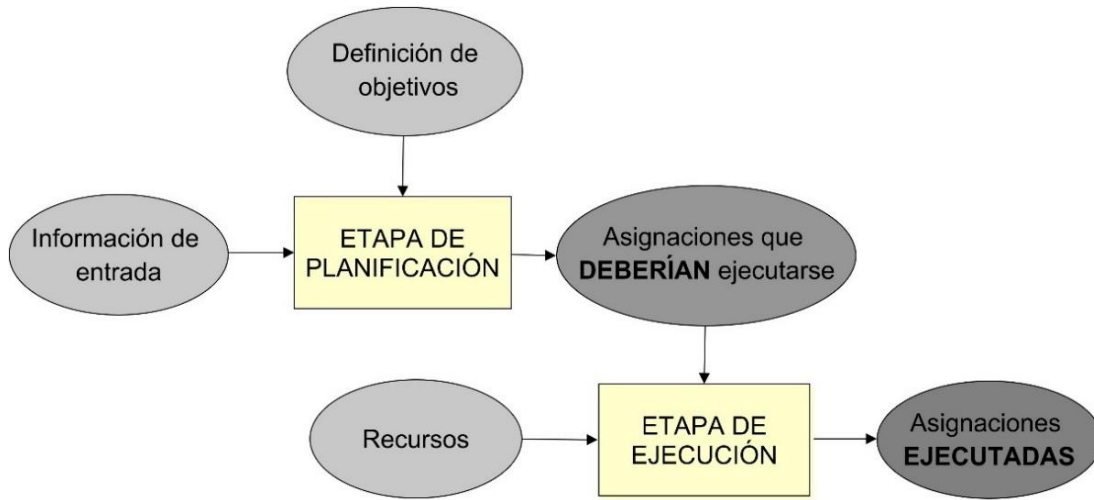 Definición de
objetivos
Información de
entrada
ETAPA DE
PLANIFICACIÓN
Asignaciones que
DEBERÍAN ejecutarse
Recursos
ETAPA DE
EJECUCIÓN
Asignaciones
EJECUTADAS